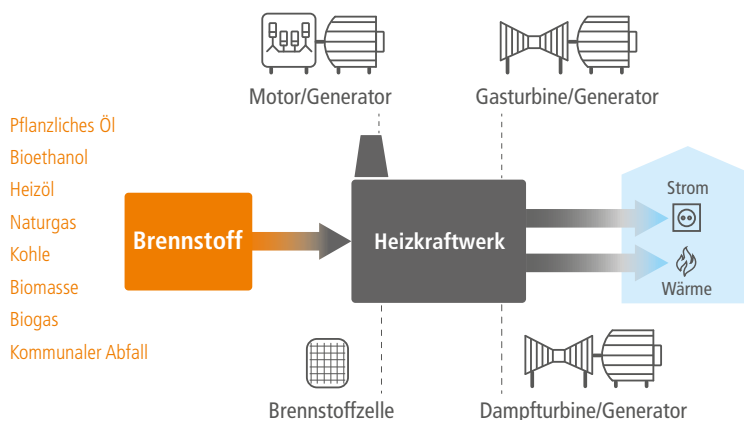 Motor/Generator
Gasturbine/Generator
Pflanzliches Öl
Bioethanol
Heizöl
Naturgas
Kohle
Biomasse
Biogas
Kommunaler Abfall
Brennstoff
Heizkraftwerk
Strom
Wärme
Brennstoffzelle
Dampfturbine/Generator